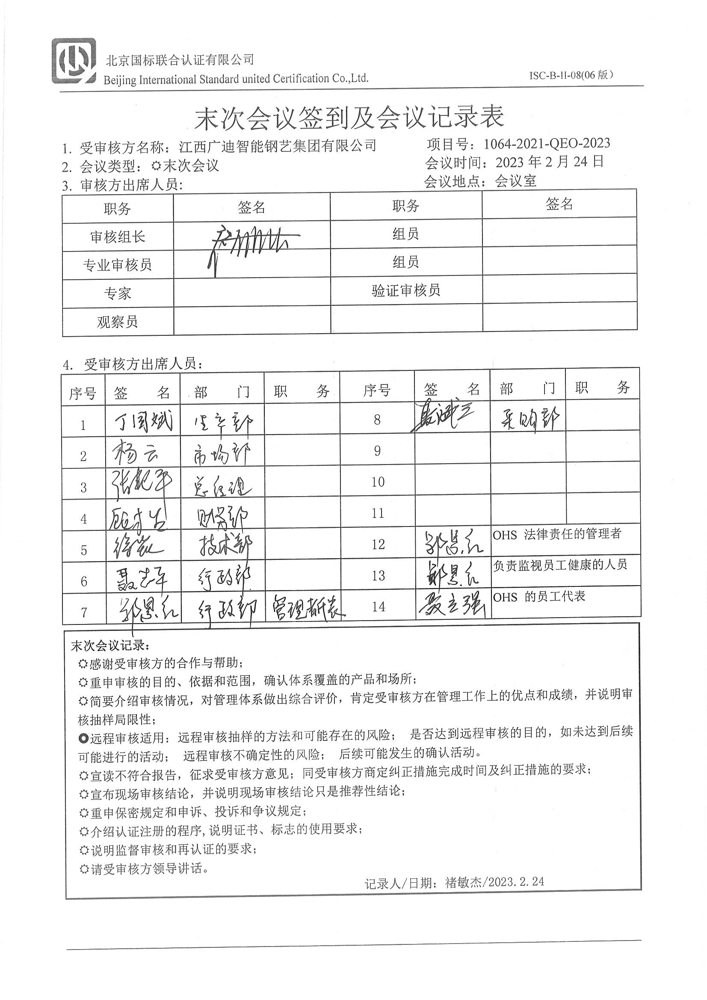 北京国标联合认证有限公司
Beijing International Standard united Certification Co.,Ltd.
ISC-B-II-08(06版)
末次会议签到及会议记录表
1. 受审核方名称：江西广迪智能钢艺集团有限公司 项目号：1064-2021-QEO-2023
2. 会议类型：☼末次会议 会议时间：2023年2月24日
3. 审核方出席人员: 会议地点：会议室
职务 签名 职务 签名
审核组长 组员
专业审核员 组员
专家 验证审核员
观察员
4. 受审核方出席人员：
序号 签 名 部 门 职 务 序号 签 名 部 门 职 务
1 丁国斌 生产部 8 采购部
2 杨云 市场部 9
3 总经理 10
4 财务部 11
5 技术部 12 OHS 法律责任的管理者
6 聂志军 行政部 13 负责监视员工健康的人员
7 行政部 管理者代表 14 聂立强 OHS 的员工代表
末次会议记录：
☼感谢受审核方的合作与帮助；
☼重申审核的目的、依据和范围，确认体系覆盖的产品和场所；
☼简要介绍审核情况，对管理体系做出综合评价，肯定受审核方在管理工作上的优点和成绩，并说明审
核抽样局限性；
远程审核适用：远程审核抽样的方法和可能存在的风险； 是否达到远程审核的目的，如未达到后续
可能进行的活动； 远程审核不确定性的风险； 后续可能发生的确认活动。
☼宣读不符合报告，征求受审核方意见；同受审核方商定纠正措施完成时间及纠正措施的要求；
☼宣布现场审核结论，并说明现场审核结论只是推荐性结论；
☼重申保密规定和申诉、投诉和争议规定；
☼介绍认证注册的程序,说明证书、标志的使用要求；
☼说明监督审核和再认证的要求；
☼请受审核方领导讲话。
记录人/日期：褚敏杰/2023.2.24